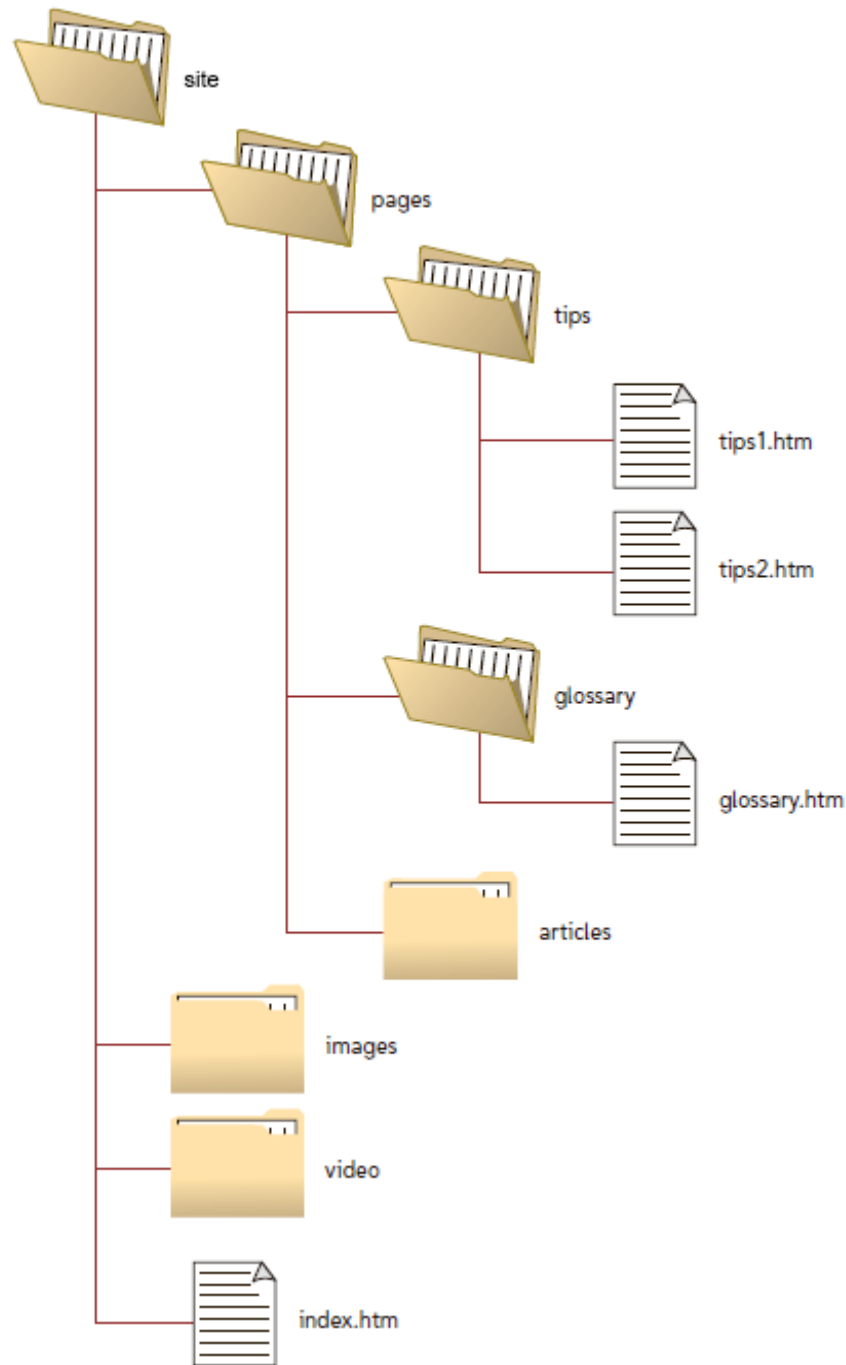 site
pages
tips
tips1.htm
tips2.htm
glossary
glossary.htm
articles
images
video
index.htm